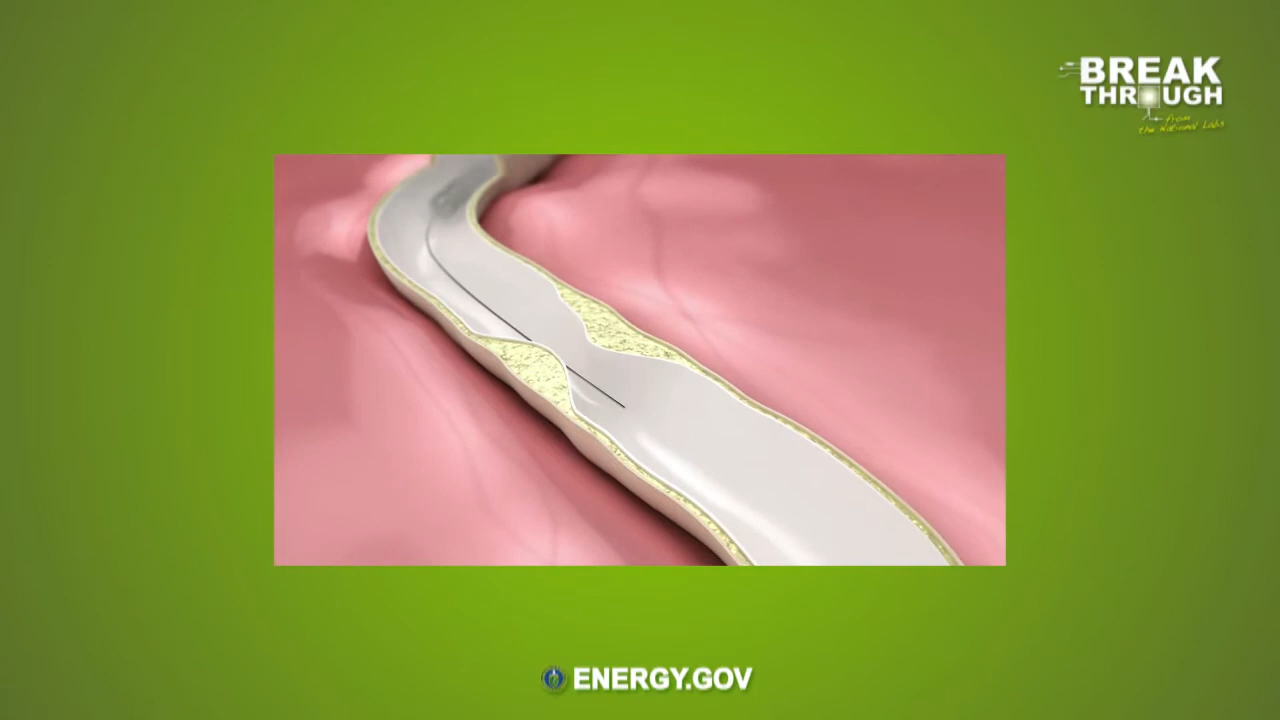 BREAK
THROUGH
from
the National Labs
ENERGY.GOV